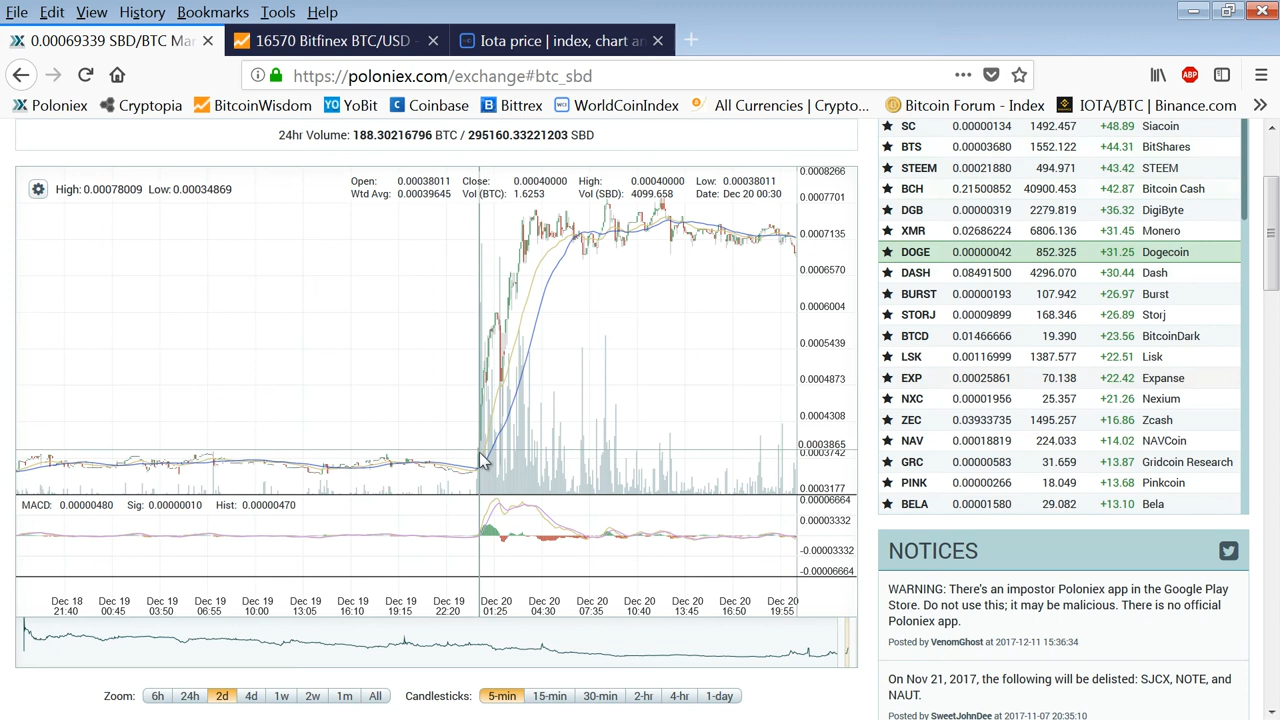 File Edit View History Bookmarks Tools Help
0.00069339 SBD/BTC Ma
16570 Bitfinex BTC/USD
Iota price | index, chart an
https://poloniex.com/exchange#btc_sbd
ABP
Poloniex Cryptopia BitcoinWisdom YO YoBit C Coinbase B Bittrex WCI WorldCoinIndex All Currencies | Crypto... Bitcoin Forum - Index IOTA/BTC | Binance.com
24hr Volume: 188.30216796 BTC / 295160.33221203 SBD
High: 0.00078009 Low: 0.00034869
Open: 0.00038011 Close: 0.00040000 High: 0.00040000 Low: 0.00038011
Wtd Avg: 0.00039645 Vol (BTC): 1.6253 Vol (SBD): 4099.658 Date: Dec 20 00:30
0.0008266
0.0007701
0.0007135
0.0006570
0.0006004
0.0005439
0.0004873
0.0004308
0.0003865
0.0003742
0.0003177
MACD: 0.00000480 Sig: 0.00000010 Hist: 0.00000470
0.00006664
0.00003332
-0.00003332
-0.00006664
Dec 18 Dec 19 Dec 19 Dec 19 Dec 19 Dec 19 Dec 19 Dec 19 Dec 19 Dec 20 Dec 20 Dec 20 Dec 20 Dec 20 Dec 20 Dec 20
21:40 00:45 03:50 06:55 10:00 13:05 16:10 19:15 22:20 01:25 04:30 07:35 10:40 13:45 16:50 19:55
Zoom: 6h 24h 2d 4d 1w 2w 1m All Candlesticks: 5-min 15-min 30-min 2-hr 4-hr 1-day
SC 0.00000134 1492.457 +48.89 Siacoin
BTS 0.00003680 1552.122 +44.31 BitShares
STEEM 0.00021880 494.971 +43.42 STEEM
BCH 0.21500852 40900.453 +42.87 Bitcoin Cash
DGB 0.00000319 2279.819 +36.32 DigiByte
XMR 0.02686224 6806.136 +31.45 Monero
DOGE 0.00000042 852.325 +31.25 Dogecoin
DASH 0.08491500 4296.070 +30.44 Dash
BURST 0.00000193 107.942 +26.97 Burst
STORJ 0.00009899 168.346 +26.89 Storj
BTCD 0.01466666 19.390 +23.56 BitcoinDark
LSK 0.00116999 1387.577 +22.51 Lisk
EXP 0.00025861 70.138 +22.42 Expanse
NXC 0.00001956 25.357 +21.26 Nexium
ZEC 0.03933735 1495.257 +16.86 Zcash
NAV 0.00018819 224.033 +14.02 NAVCoin
GRC 0.00000583 31.659 +13.87 Gridcoin Research
PINK 0.00000266 18.049 +13.68 Pinkcoin
BELA 0.00001580 29.082 +13.10 Bela
NOTICES
WARNING: There's an impostor Poloniex app in the Google Play
Store. Do not use this; it may be malicious. There is no official
Poloniex app.
Posted by VenomGhost at 2017-12-11 15:36:34
On Nov 21, 2017, the following will be delisted: SJCX, NOTE, and
NAUT.
Posted by SweetJohnDee at 2017-11-07 20:35:10